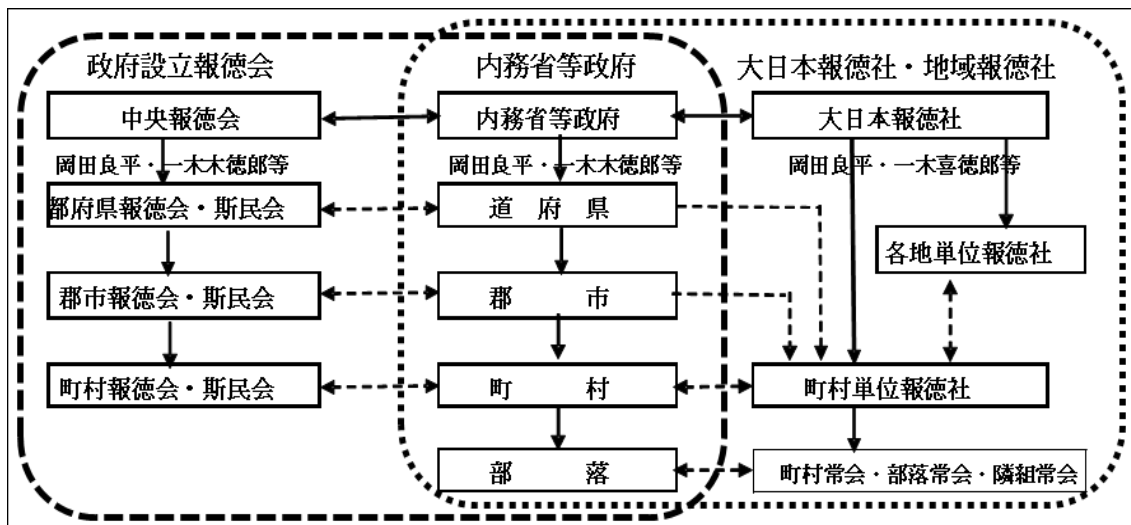 政府設立報徳会
内務省等政府
大日本報徳社・地域報徳社
中央報徳会
内務省等政府
大日本報徳社
岡田良平・一木木徳郎等
岡田良平・一木木徳郎等
岡田良平・一木喜徳郎等
都府県報徳会・斯民会
道府県
各地単位報徳社
郡市報徳会・斯民会
郡市
町村報徳会・斯民会
町村
町村単位報徳社
部落
町村常会・部落常会・隣組常会